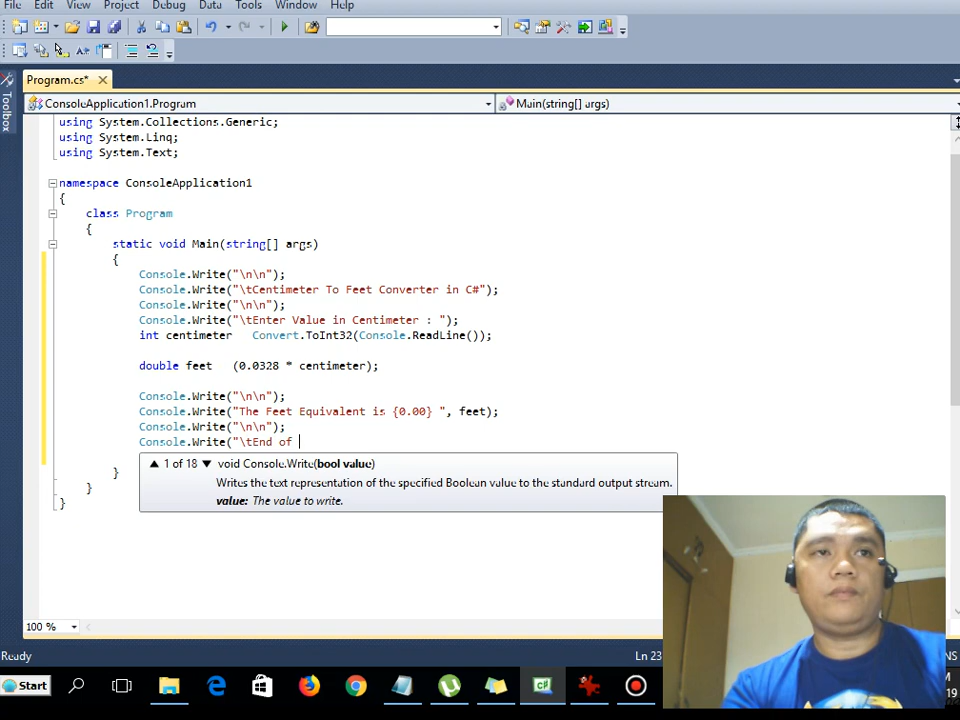 File Edit View Project Debug Data Tools Window Help
Program.cs* ×
ConsoleApplication1.Program Main(string[] args)
Toolbox
using System.Collections.Generic;
using System.Linq;
using System.Text;
namespace ConsoleApplication1
{
class Program
{
static void Main(string[] args)
{
Console.Write("\n\n");
Console.Write("\tCentimeter To Feet Converter in C#");
Console.Write("\n\n");
Console.Write("\tEnter Value in Centimeter : ");
int centimeter Convert.ToInt32(Console.ReadLine());
double feet (0.0328 * centimeter);
Console.Write("\n\n");
Console.Write("The Feet Equivalent is {0.00} ", feet);
Console.Write("\n\n");
Console.Write("\tEnd of
1 of 18 void Console.Write(bool value)
Writes the text representation of the specified Boolean value to the standard output stream.
value: The value to write.
}
}
}
100 %
Ready Ln 23 NS
Start C# M
19